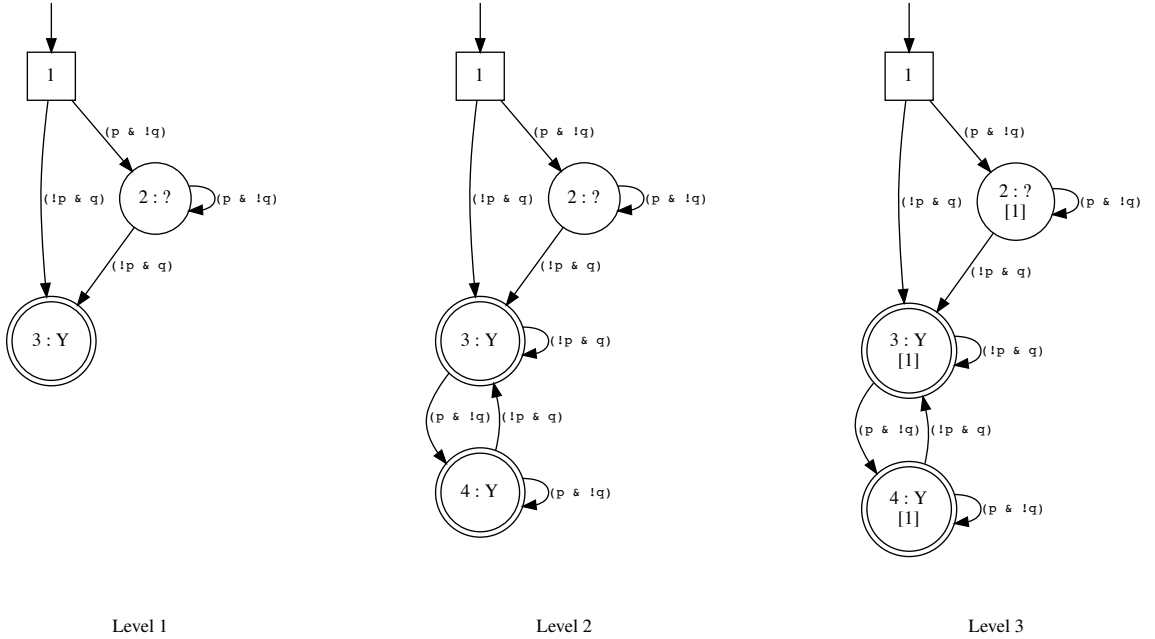 1
(p & !q)
(!p & q)
2 : ?
(p & !q)
(!p & q)
3 : Y
Level 1
1
(p & !q)
(!p & q)
2 : ?
(p & !q)
(!p & q)
3 : Y
(!p & q)
(p & !q)
(!p & q)
4 : Y
(p & !q)
Level 2
1
(p & !q)
(!p & q)
2 : ?
[1]
(p & !q)
(!p & q)
3 : Y
[1]
(!p & q)
(p & !q)
(!p & q)
4 : Y
[1]
(p & !q)
Level 3